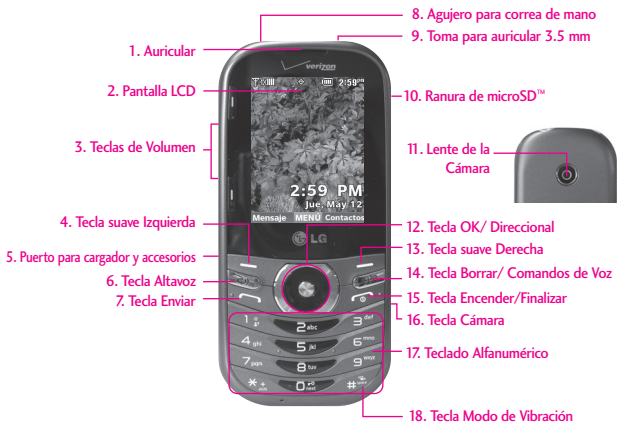 8. Agujero para correa de mano
9. Toma para auricular 3.5 mm
1. Auricular
verizon
2:59 PM
2. Pantalla LCD
10. Ranura de microSD™
3. Teclas de Volumen
11. Lente de la
Cámara
2:59 PM
Jue, May 12
Mensaje MENÚ Contactos
4. Tecla suave Izquierda
12. Tecla OK/ Direccional
LG
13. Tecla suave Derecha
5. Puerto para cargador y accesorios
14. Tecla Borrar/ Comandos de Voz
6. Tecla Altavoz
7. Tecla Enviar
15. Tecla Encender/Finalizar
16. Tecla Cámara
1 2 abc 3 def
4 ghi 5 jkl 6 mno
17. Teclado Alfanumérico
7 pqrs 8 tuv 9 wxyz
* 0 next # space
18. Tecla Modo de Vibración